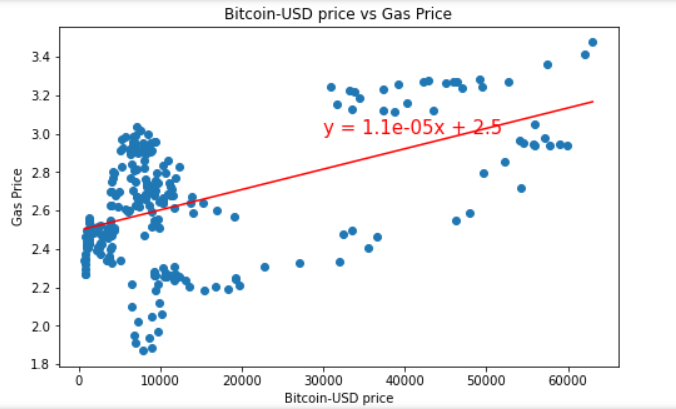 Bitcoin-USD price vs Gas Price
3.4
3.2
3.0
2.8
2.6
2.4
2.2
2.0
1.8
Gas Price
y = 1.1e-05x + 2.5
0 10000 20000 30000 40000 50000 60000
Bitcoin-USD price